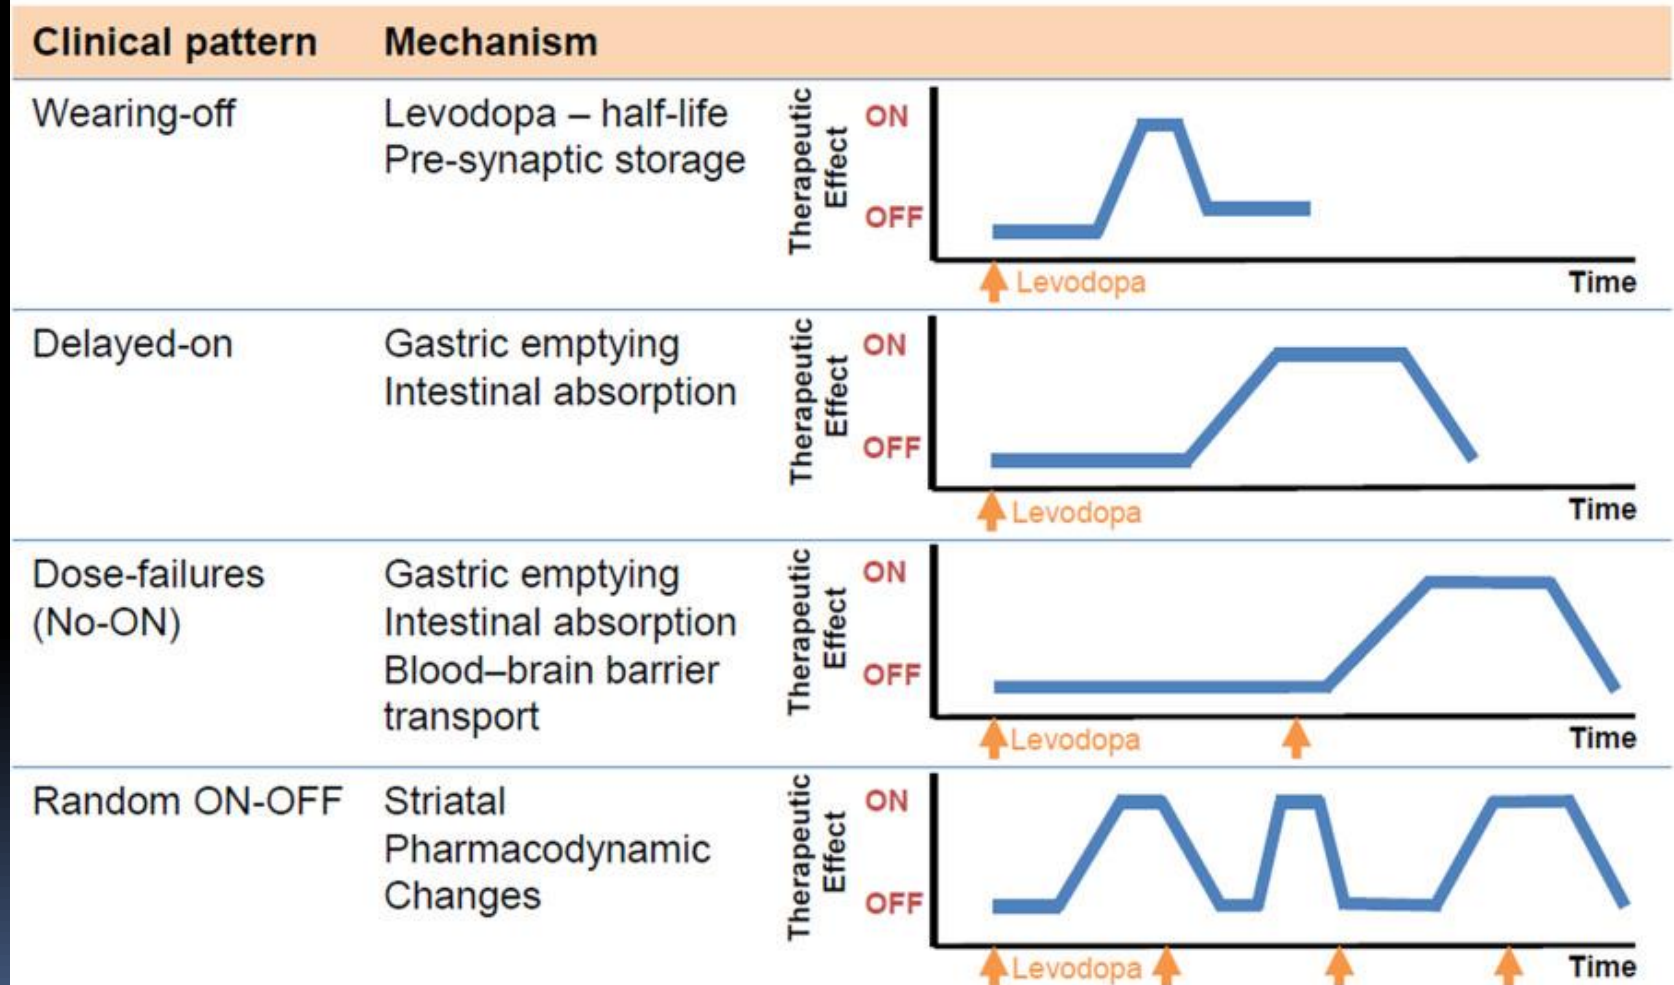 Clinical pattern Mechanism
Wearing-off
Levodopa – half-life
Pre-synaptic storage
Therapeutic
Effect
ON
OFF
Levodopa
Time
Delayed-on
Gastric emptying
Intestinal absorption
Therapeutic
Effect
ON
OFF
Levodopa
Time
Dose-failures
(No-ON)
Gastric emptying
Intestinal absorption
Blood–brain barrier
transport
Therapeutic
Effect
ON
OFF
Levodopa
Time
Random ON-OFF
Striatal
Pharmacodynamic
Changes
Therapeutic
Effect
ON
OFF
Levodopa
Time